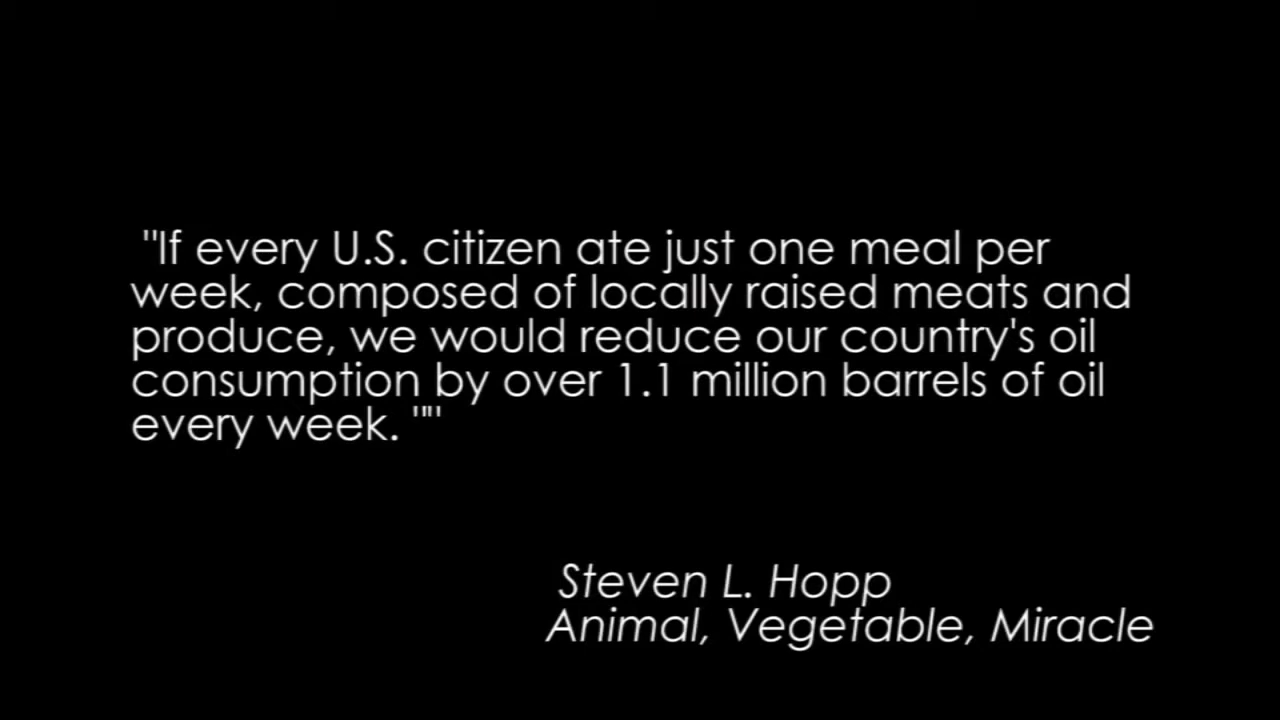 "If every U.S. citizen ate just one meal per
week, composed of locally raised meats and
produce, we would reduce our country's oil
consumption by over 1.1 million barrels of oil
every week. ""
Steven L. Hopp
Animal, Vegetable, Miracle